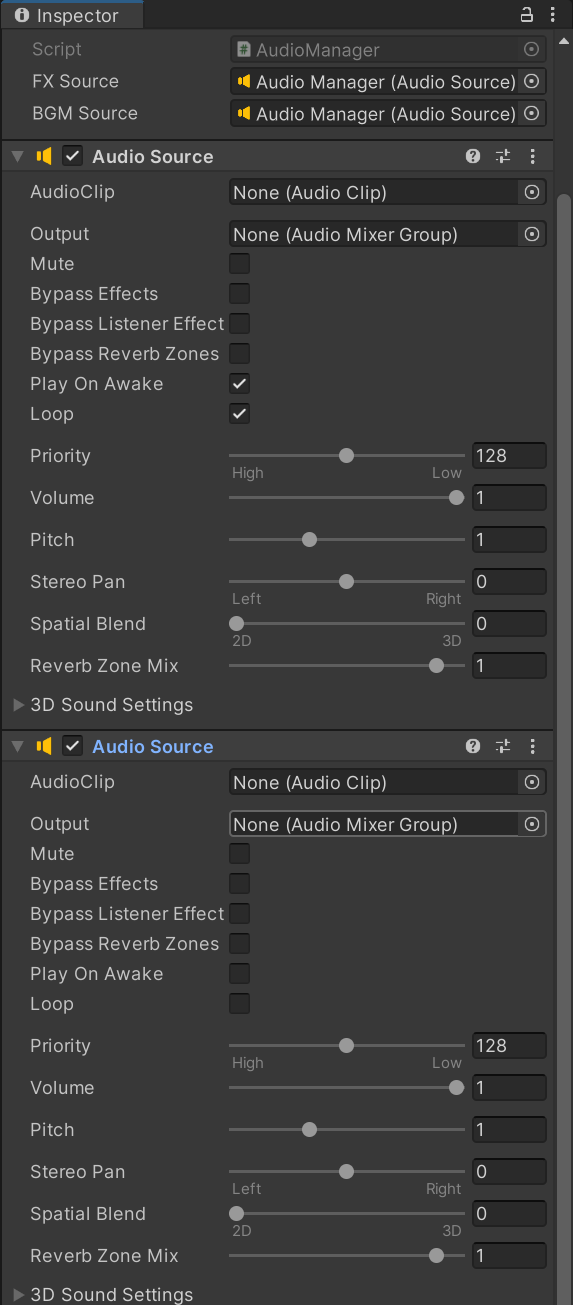 Inspector
Script # AudioManager
FX Source Audio Manager (Audio Source)
BGM Source Audio Manager (Audio Source)
Audio Source
AudioClip None (Audio Clip)
Output None (Audio Mixer Group)
Mute
Bypass Effects
Bypass Listener Effect
Bypass Reverb Zones
Play On Awake
Loop
Priority 128
High Low
Volume 1
Pitch 1
Stereo Pan 0
Left Right
Spatial Blend 0
2D 3D
Reverb Zone Mix 1
3D Sound Settings
Audio Source
AudioClip None (Audio Clip)
Output None (Audio Mixer Group)
Mute
Bypass Effects
Bypass Listener Effect
Bypass Reverb Zones
Play On Awake
Loop
Priority 128
High Low
Volume 1
Pitch 1
Stereo Pan 0
Left Right
Spatial Blend 0
2D 3D
Reverb Zone Mix 1
3D Sound Settings